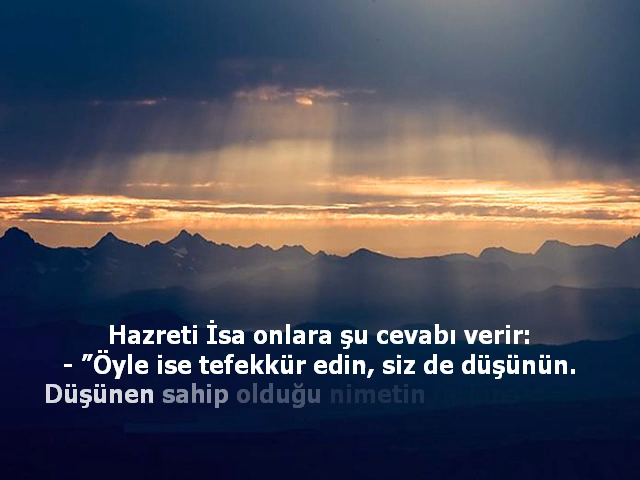 Hazreti İsa onlara şu cevabı verir:
- ”Öyle ise tefekkür edin, siz de düşünün.
Düşünen sahip olduğu nimetin